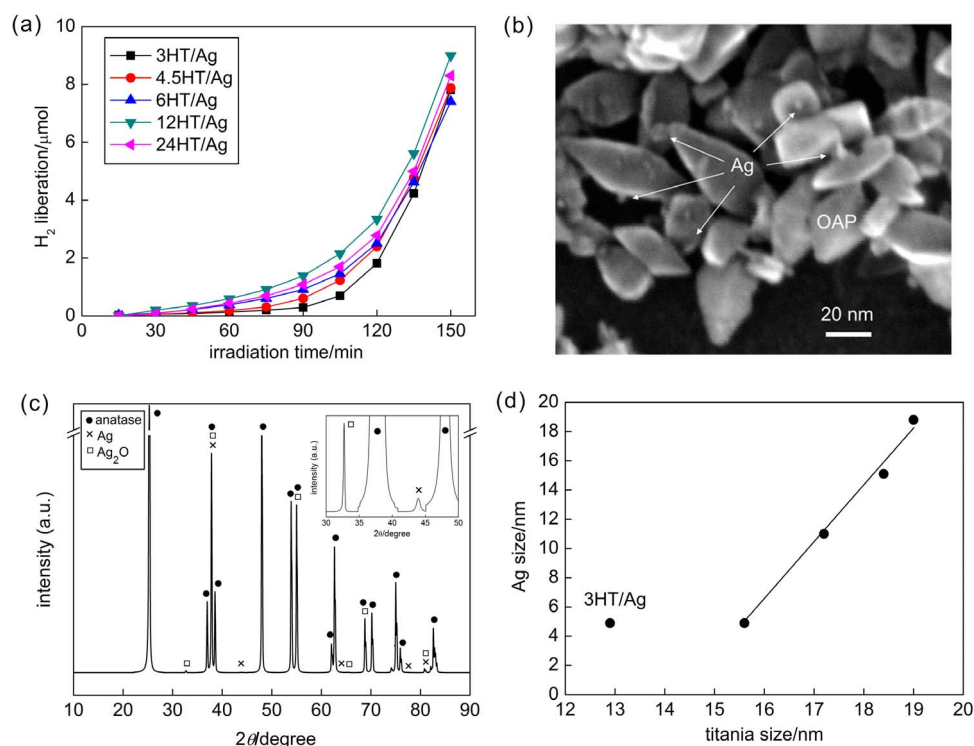 (a)
10
8
6
4
2
0
H2 liberation/μmol
3HT/Ag
4.5HT/Ag
6HT/Ag
12HT/Ag
24HT/Ag
0 30 60 90 120 150
irradiation time/min
(b)
Ag
OAP
20 nm
(c)
anatase
Ag
Ag2O
intensity (a.u.)
intensity (a.u.)
30 35 40 45 50
2θ/degree
10 20 30 40 50 60 70 80 90
2θ/degree
(d)
20
18
16
14
12
10
8
6
4
2
0
Ag size/nm
3HT/Ag
12 13 14 15 16 17 18 19 20
titania size/nm